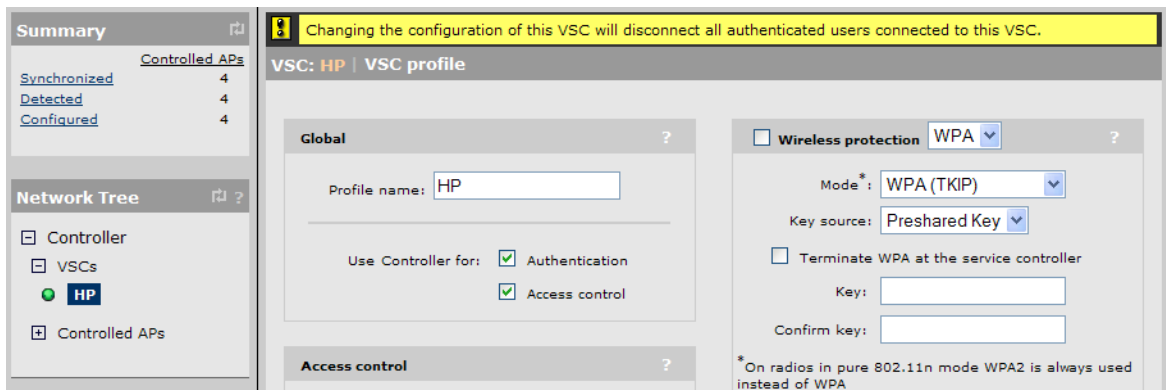 Summary
Controlled APs
Synchronized 4
Detected 4
Configured 4
Network Tree ?
Controller
VSCs
HP
Controlled APs
Changing the configuration of this VSC will disconnect all authenticated users connected to this VSC.
VSC: HP | VSC profile
Global ?
Profile name: HP
Use Controller for: Authentication
Access control
Access control ?
Wireless protection WPA ?
Mode*: WPA (TKIP)
Key source: Preshared Key
Terminate WPA at the service controller
Key:
Confirm key:
*On radios in pure 802.11n mode WPA2 is always used
instead of WPA